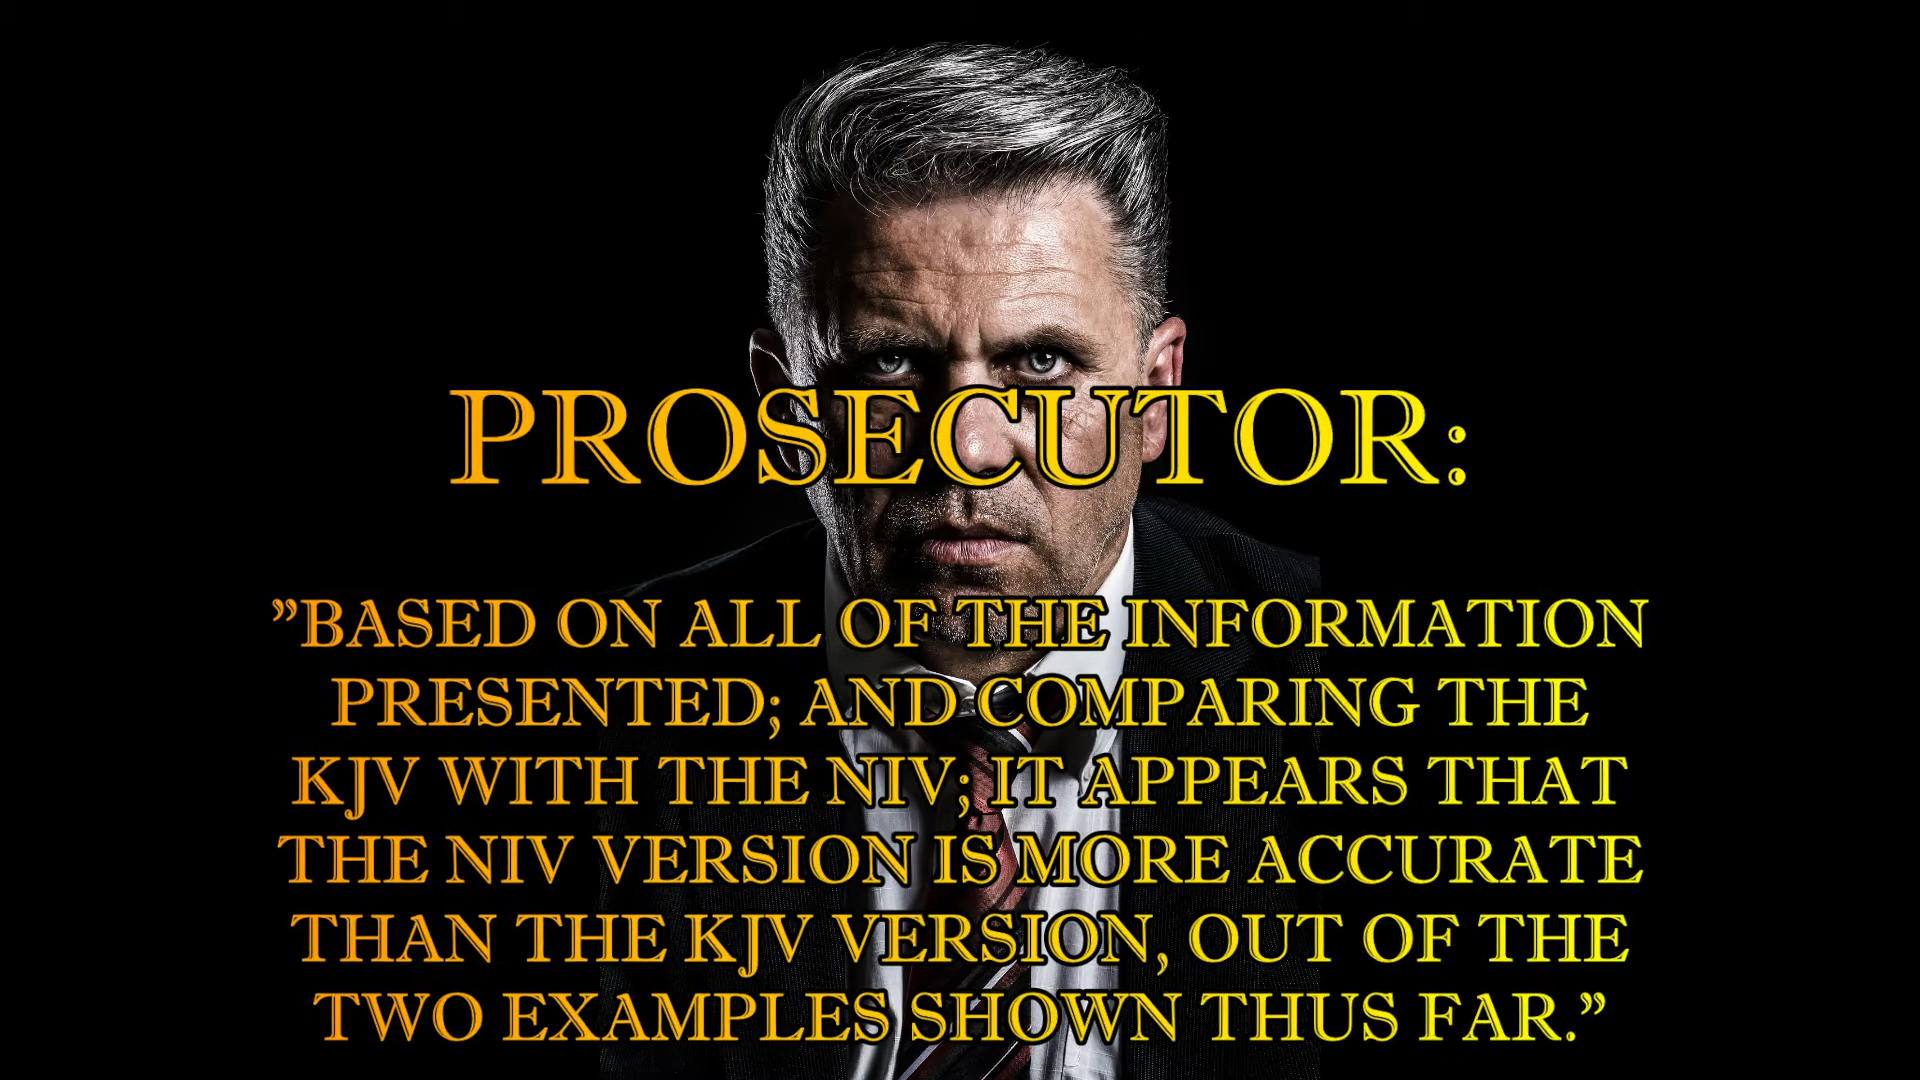 PROSECUTOR:
”BASED ON ALL OF THE INFORMATION
PRESENTED; AND COMPARING THE
KJV WITH THE NIV; IT APPEARS THAT
THE NIV VERSION IS MORE ACCURATE
THAN THE KJV VERSION, OUT OF THE
TWO EXAMPLES SHOWN THUS FAR.”